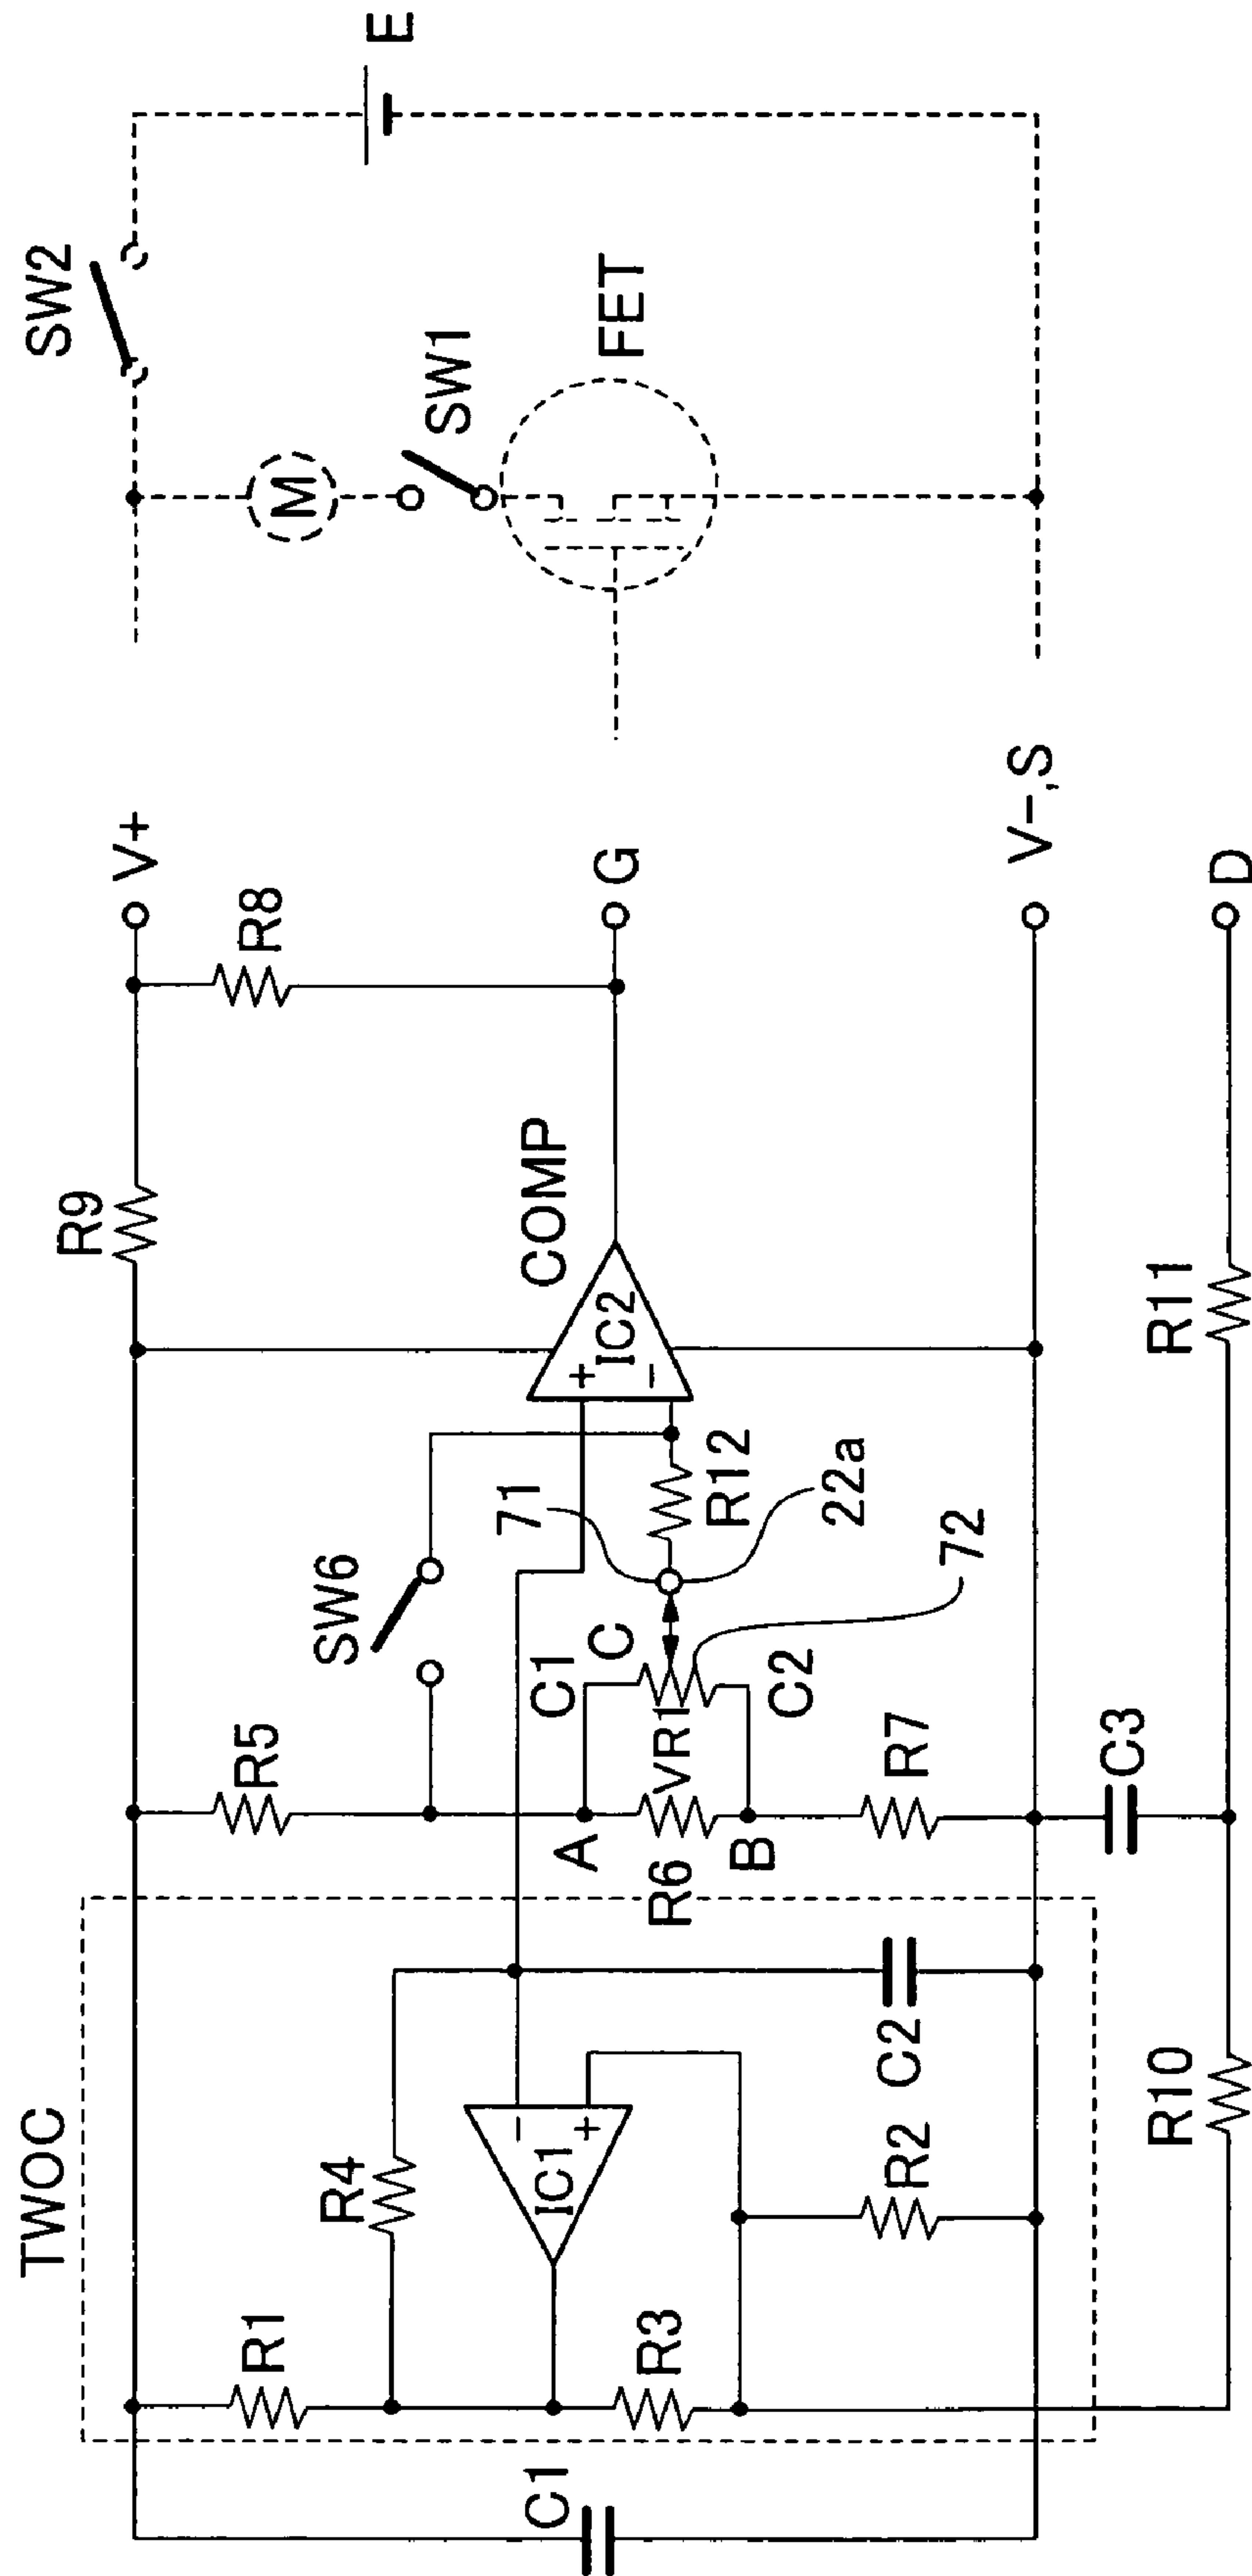 TWOC
C1
R1
R3
R4
IC1
-
+
R2
C2
R10
R5
A
R6
B
R7
C3
VR1
C1
C
C2
SW6
71
R12
22a
72
COMP
IC2
+
-
R9
R8
R11
V+
G
V-,S
D
SW2
M
SW1
FET
E